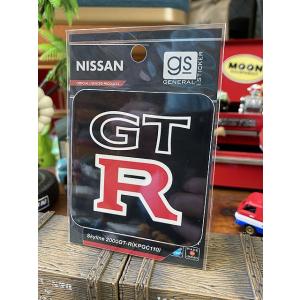 NISSAN
gs
GENERAL STICKER
GT
R
Skyline 2000GT-R(KPGC110)
MOON